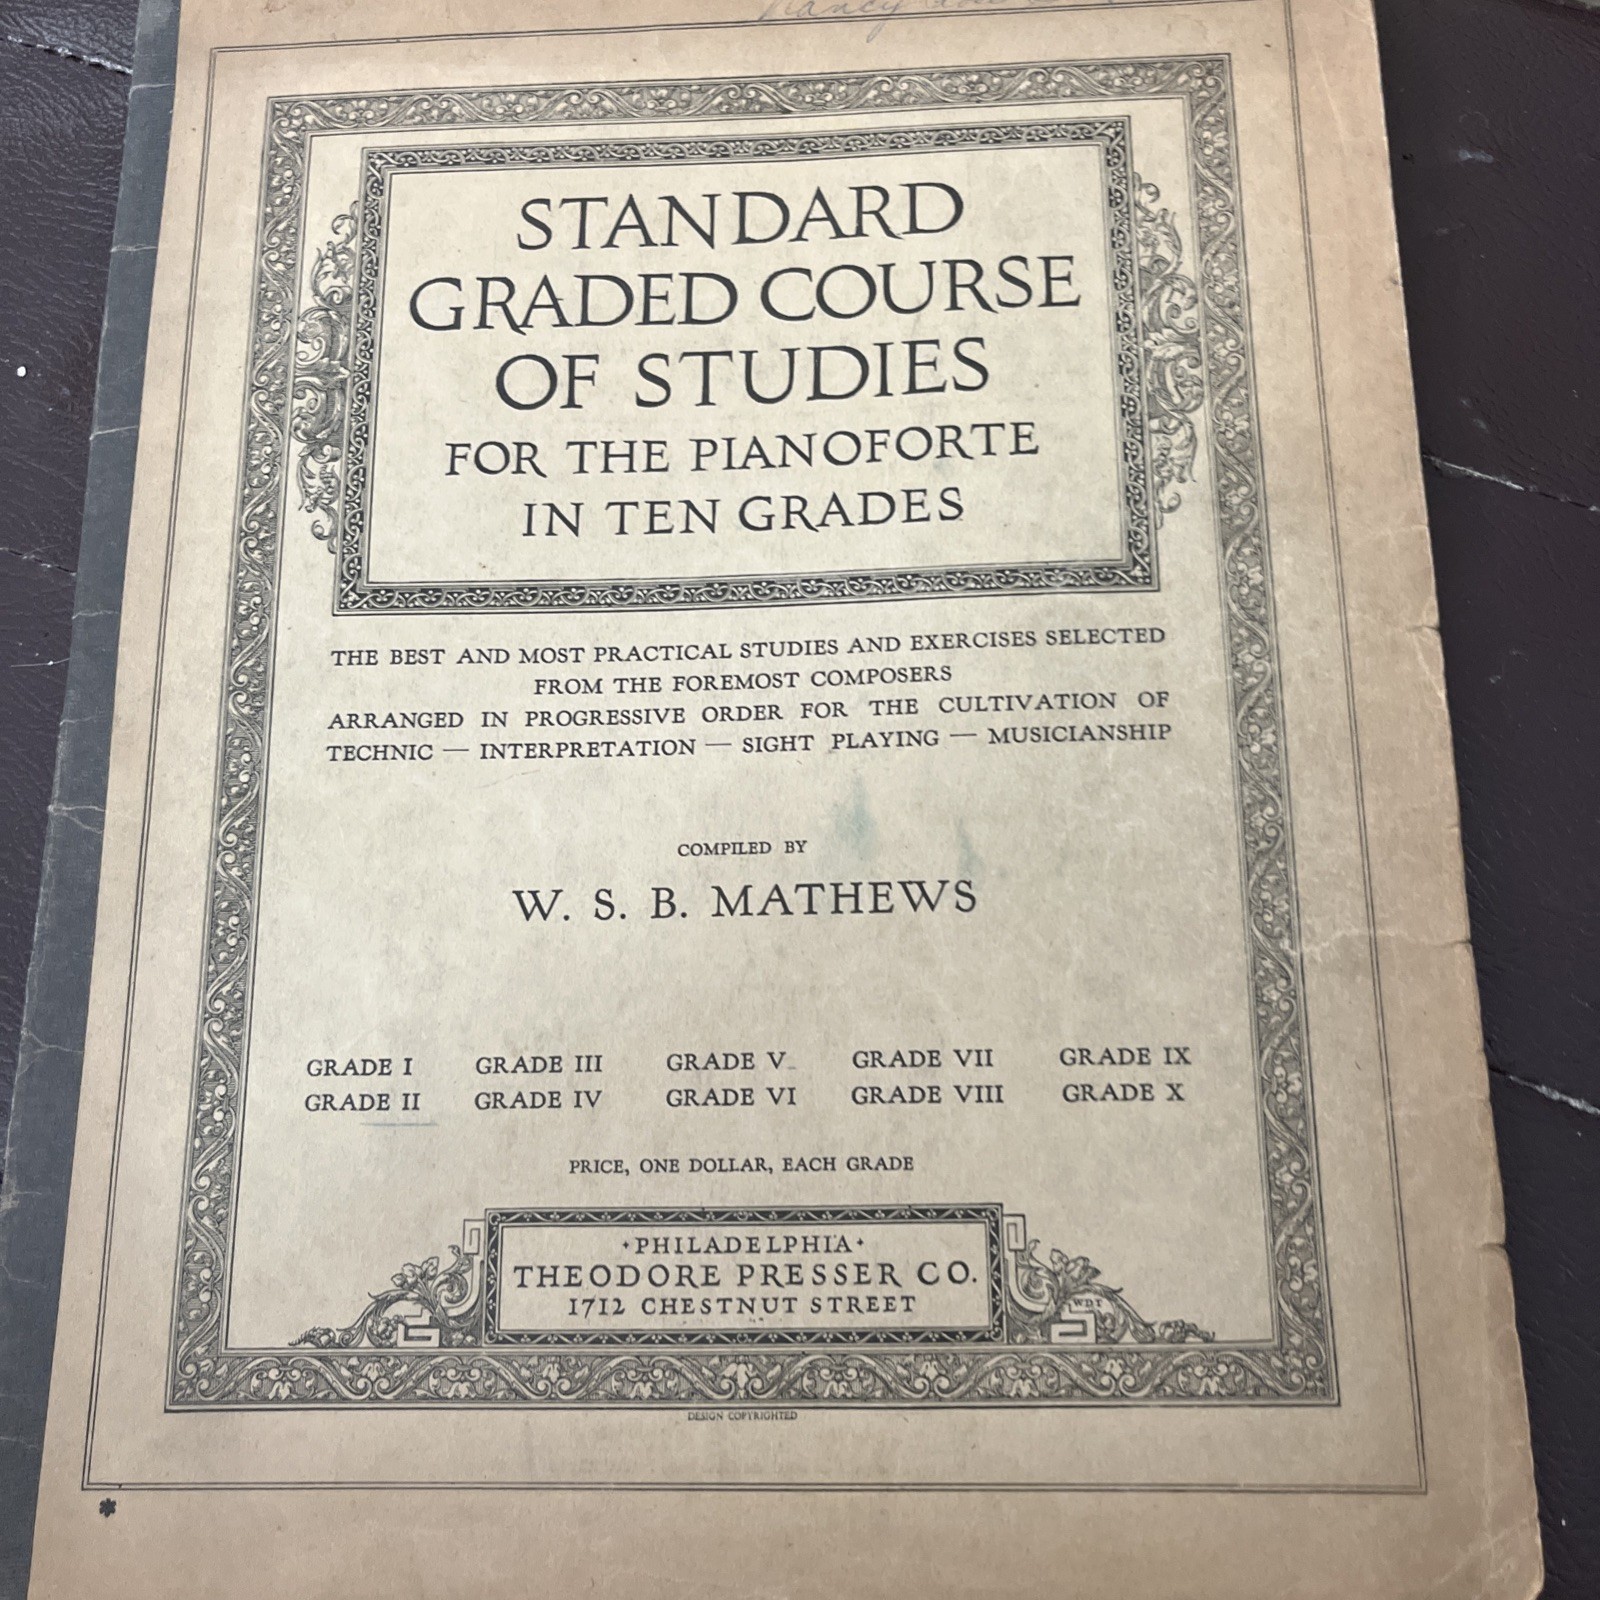 Nancy
STANDARD
GRADED COURSE
OF STUDIES
FOR THE PIANOFORTE
IN TEN GRADES
THE BEST AND MOST PRACTICAL STUDIES AND EXERCISES SELECTED
FROM THE FOREMOST COMPOSERS
ARRANGED IN PROGRESSIVE ORDER FOR THE CULTIVATION OF
TECHNIC — INTERPRETATION — SIGHT PLAYING — MUSICIANSHIP
COMPILED BY
W. S. B. MATHEWS
GRADE I GRADE III GRADE V GRADE VII GRADE IX
GRADE II GRADE IV GRADE VI GRADE VIII GRADE X
PRICE, ONE DOLLAR, EACH GRADE
PHILADELPHIA
THEODORE PRESSER CO.
1712 CHESTNUT STREET
WDT
DESIGN COPYRIGHTED